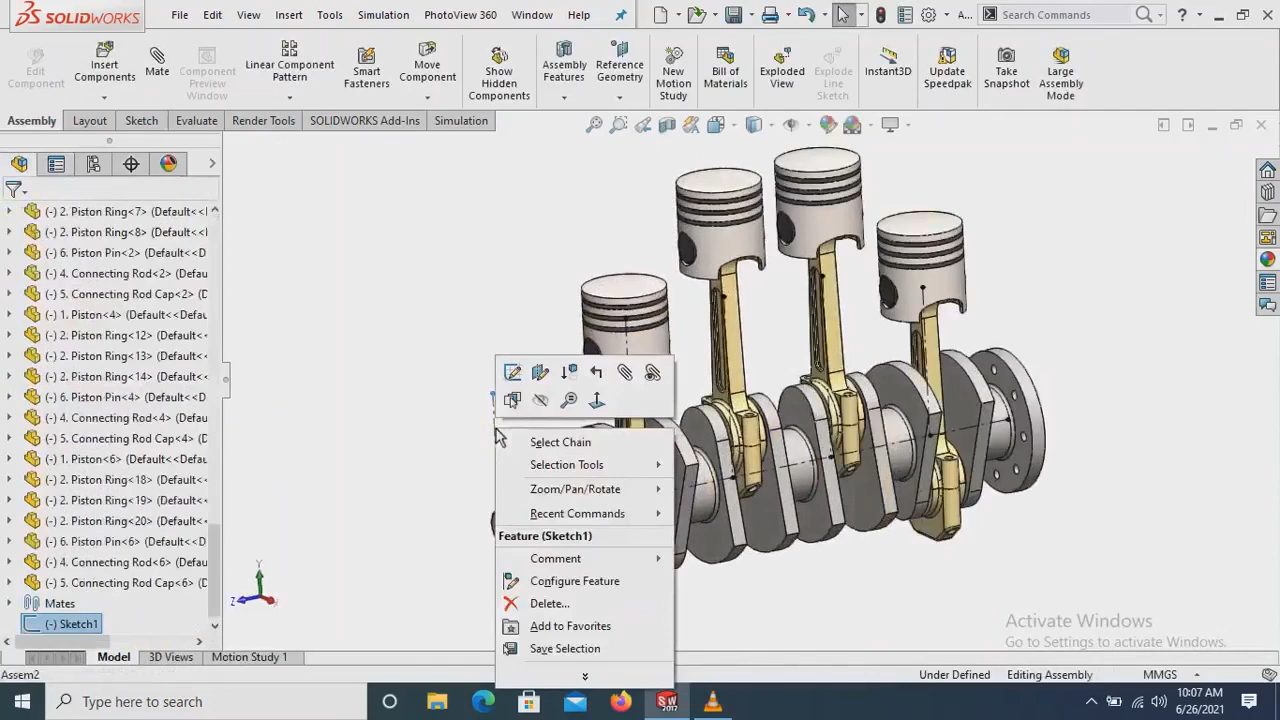 SOLIDWORKS
File
Edit
View
Insert
Tools
Simulation
PhotoView 360
Window
Help
A...
Search Commands
Edit Component
Insert Components
Mate
Component Preview Window
Linear Component Pattern
Smart Fasteners
Move Component
Show Hidden Components
Assembly Features
Reference Geometry
New Motion Study
Bill of Materials
Exploded View
Explode Line Sketch
Instant3D
Update Speedpak
Take Snapshot
Large Assembly Mode
Assembly
Layout
Sketch
Evaluate
Render Tools
SOLIDWORKS Add-Ins
Simulation
(-) 2. Piston Ring<7> (Default<<I
(-) 2. Piston Ring<8> (Default<<D
(-) 6. Piston Pin<2> (Default<<D
(-) 4. Connecting Rod<2> (Defau
(-) 5. Connecting Rod Cap<2> (D
(-) 1. Piston<4> (Default<<Defau
(-) 2. Piston Ring<12> (Default<
(-) 2. Piston Ring<13> (Default<
(-) 2. Piston Ring<14> (Default<
(-) 6. Piston Pin<4> (Default<<D
(-) 4. Connecting Rod<4> (Defau
(-) 5. Connecting Rod Cap<4> (D
(-) 1. Piston<6> (Default<<Defau
(-) 2. Piston Ring<18> (Default<
(-) 2. Piston Ring<19> (Default<
(-) 2. Piston Ring<20> (Default<
(-) 6. Piston Pin<6> (Default<<D
(-) 4. Connecting Rod<6> (Defau
(-) 5. Connecting Rod Cap<6> (D
Mates
(-) Sketch1
Select Chain
Selection Tools
Zoom/Pan/Rotate
Recent Commands
Feature (Sketch1)
Comment
Configure Feature
Delete...
Add to Favorites
Save Selection
Y
Z
X
Activate Windows
Go to Settings to activate Windows.
Model
3D Views
Motion Study 1
Assem2
Under Defined
Editing Assembly
MMGS
Type here to search
SW
2017
10:07 AM
6/26/2021